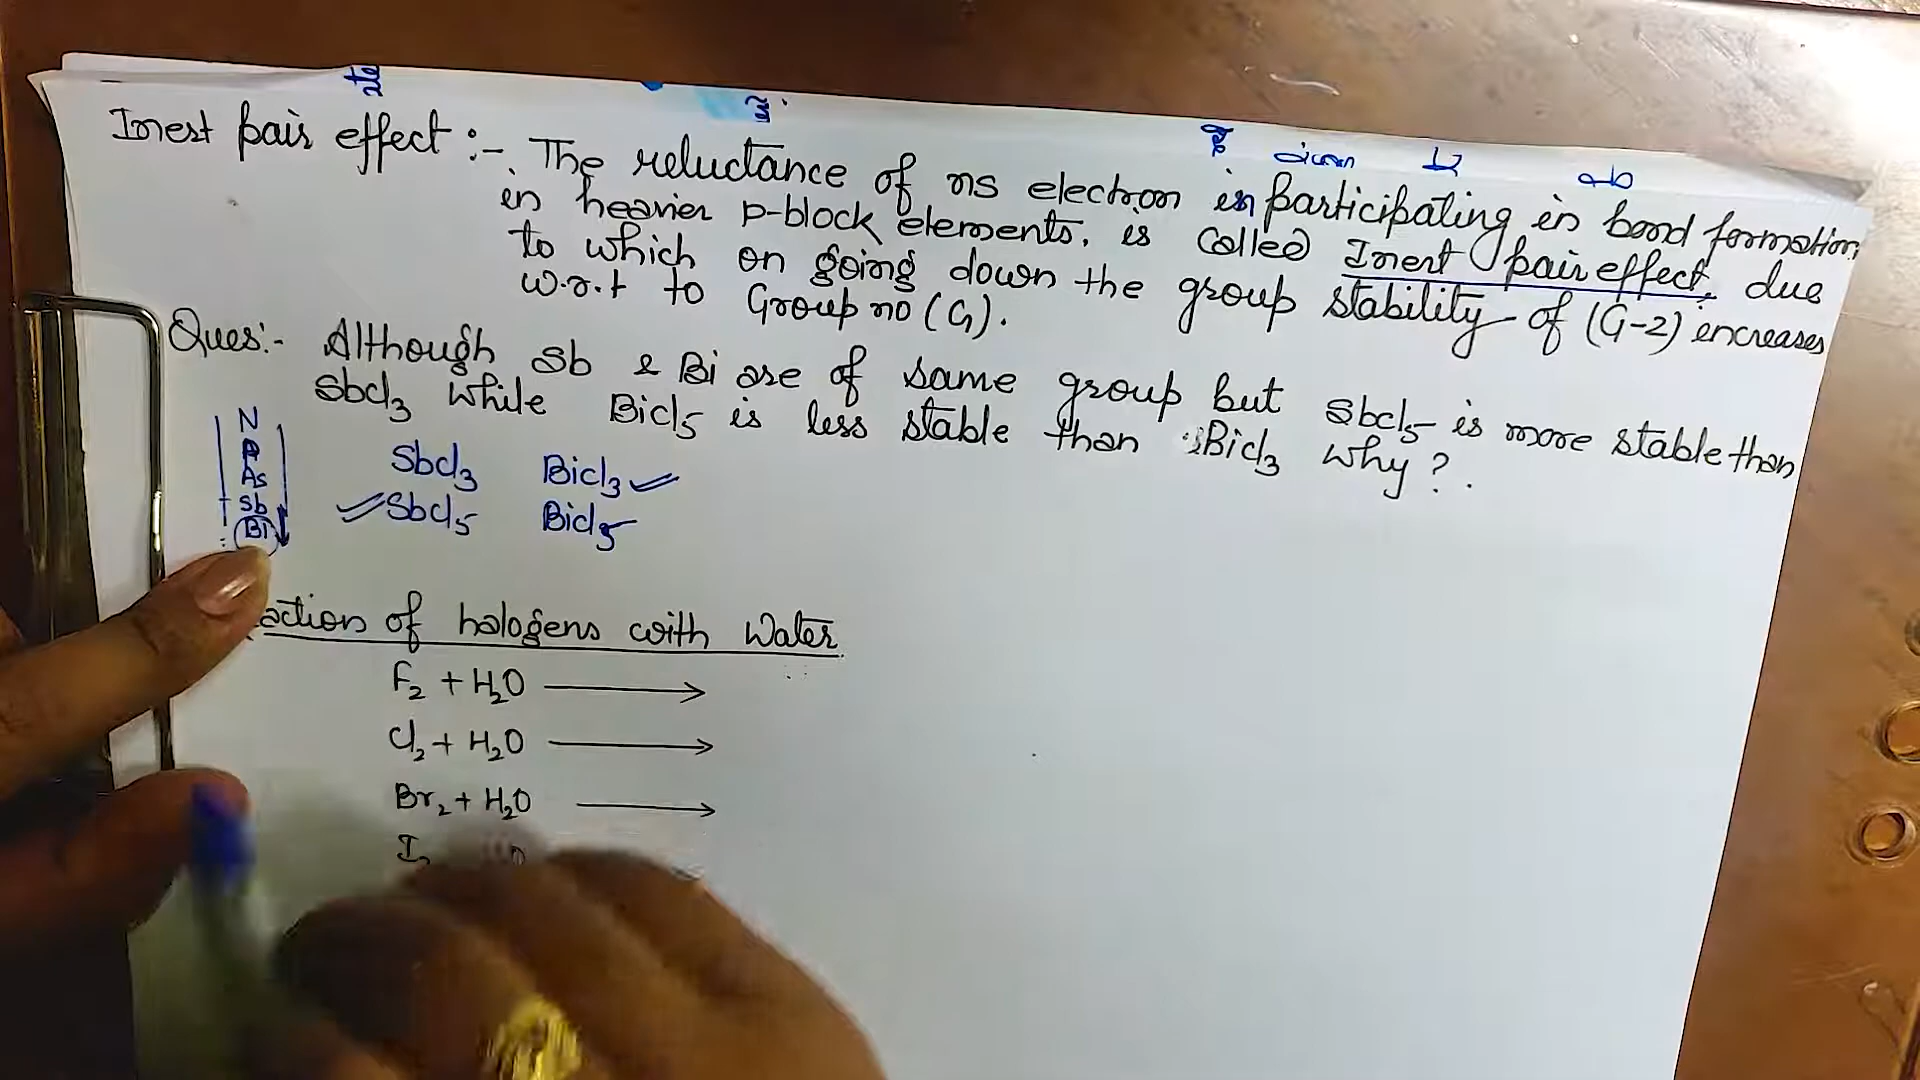 Inert pair effect :- The reluctance of ns electron in participating in bond formation,
in heavier p-block elements, is called Inert pair effect, due
to which on going down the group stability of (G-2) increases
w.r.t to Group no (G).
Ques:- Although Sb & Bi are of same group but SbCl5 is more stable than
SbCl3 while BiCl5 is less stable than BiCl3 why?.
N
P
As
Sb
Bi
SbCl3 BiCl3
SbCl5 BiCl5
action of halogens with Water
F2 + H2O →
Cl2 + H2O →
Br2 + H2O →